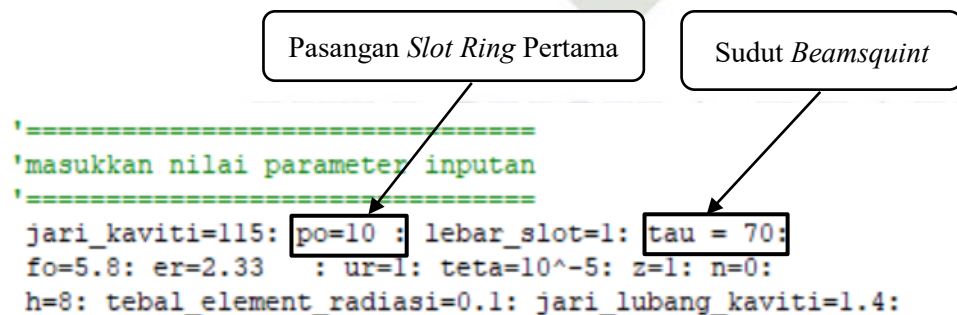 Pasangan Slot Ring Pertama
Sudut Beamsquint
'================================
'masukkan nilai parameter inputan
'================================
jari_kaviti=115: po=10 : lebar_slot=1: tau = 70:
fo=5.8: er=2.33   : ur=1: teta=10^-5: z=1: n=0:
h=8: tebal_element_radiasi=0.1: jari_lubang_kaviti=1.4: